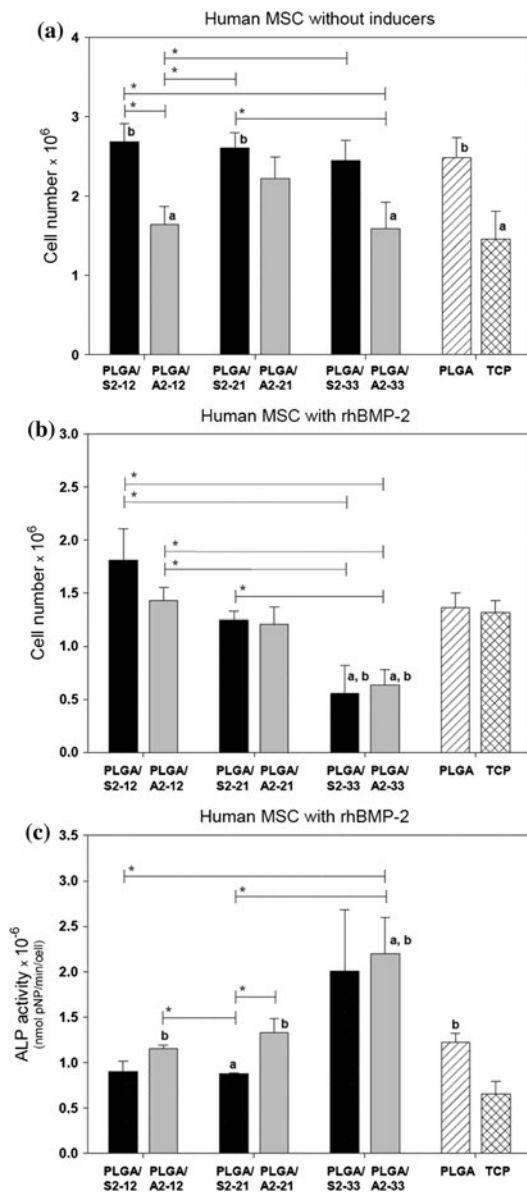 (a)
Human MSC without inducers
Cell number x 10⁶
4
3
2
1
0
*
*
*
*
*
b
a
b
a
b
a
PLGA/ PLGA/ PLGA/ PLGA/ PLGA/ PLGA/ PLGA TCP
S2-12 A2-12 S2-21 A2-21 S2-33 A2-33
(b)
Human MSC with rhBMP-2
Cell number x 10⁶
3.0
2.5
2.0
1.5
1.0
0.5
0.0
*
*
*
*
*
a, b
a, b
PLGA/ PLGA/ PLGA/ PLGA/ PLGA/ PLGA/ PLGA TCP
S2-12 A2-12 S2-21 A2-21 S2-33 A2-33
(c)
Human MSC with rhBMP-2
ALP activity x 10⁻⁶
(nmol pNP/min/cell)
3.5
3.0
2.5
2.0
1.5
1.0
0.5
0.0
*
*
*
*
b
a
b
a, b
b
PLGA/ PLGA/ PLGA/ PLGA/ PLGA/ PLGA/ PLGA TCP
S2-12 A2-12 S2-21 A2-21 S2-33 A2-33